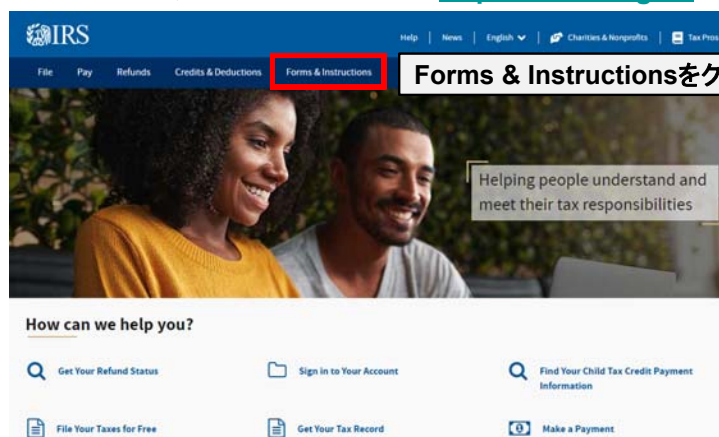 IRS
Help | News | English | Charities & Nonprofits | Tax Pros
File Pay Refunds Credits & Deductions Forms & Instructions
Forms & Instructionsをク
Helping people understand and
meet their tax responsibilities
How can we help you?
Get Your Refund Status
Sign in to Your Account
Find Your Child Tax Credit Payment
Information
File Your Taxes for Free
Get Your Tax Record
Make a Payment